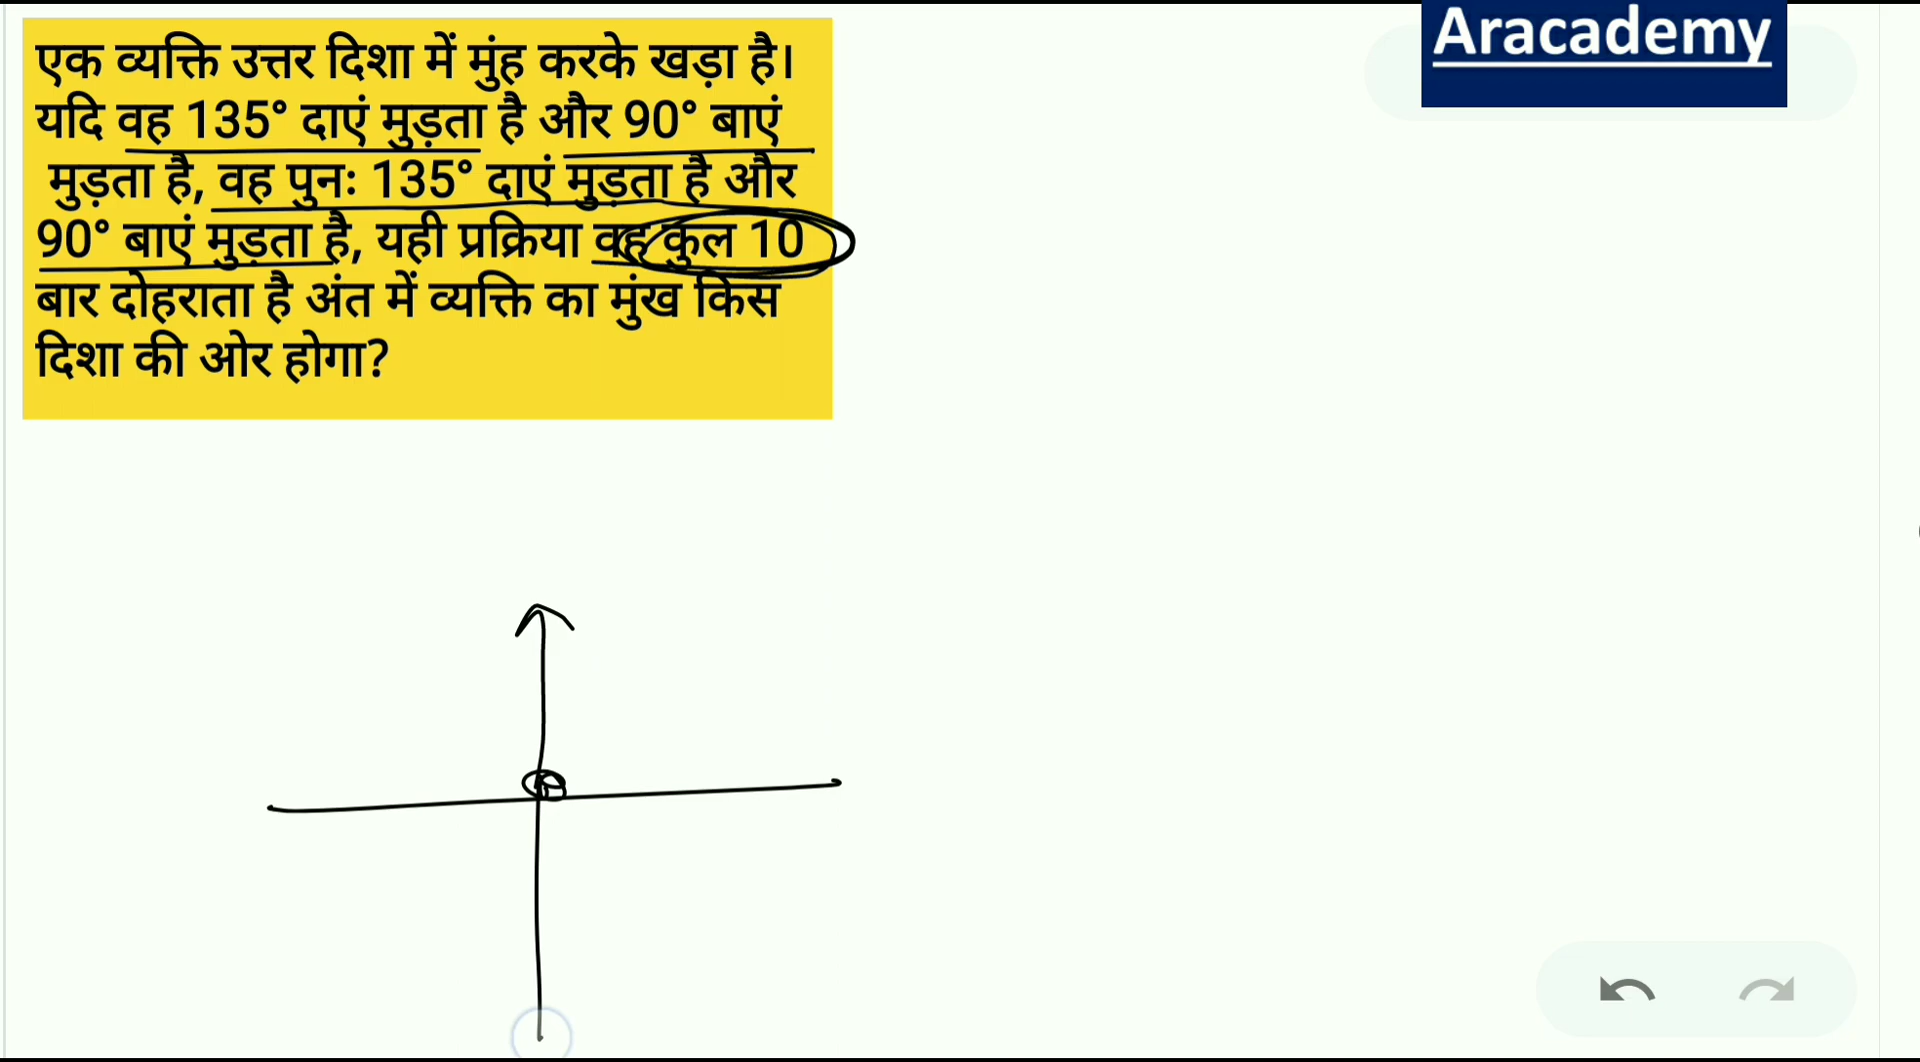 Aracademy
एक व्यक्ति उत्तर दिशा में मुंह करके खड़ा है।
यदि वह 135° दाएं मुड़ता है और 90° बाएं
मुड़ता है, वह पुनः 135° दाएं मुड़ता है और
90° बाएं मुड़ता है, यही प्रक्रिया वह कुल 10
बार दोहराता है अंत में व्यक्ति का मुंख किस
दिशा की ओर होगा?